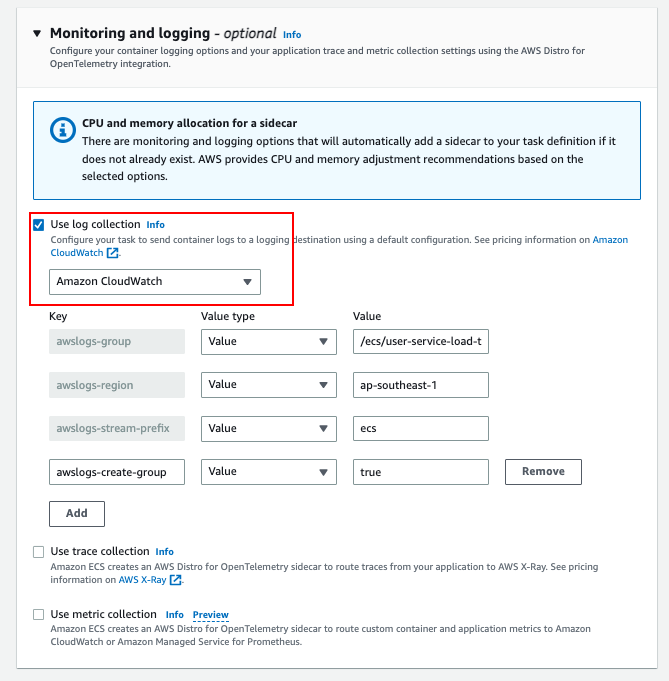 Monitoring and logging - optional Info
Configure your container logging options and your application trace and metric collection settings using the AWS Distro for
OpenTelemetry integration.
CPU and memory allocation for a sidecar
There are monitoring and logging options that will automatically add a sidecar to your task definition if it
does not already exist. AWS provides CPU and memory adjustment recommendations based on the
selected options.
Use log collection Info
Configure your task to send container logs to a logging destination using a default configuration. See pricing information on Amazon
CloudWatch.
Amazon CloudWatch
Key Value type Value
awslogs-group Value /ecs/user-service-load-t
awslogs-region Value ap-southeast-1
awslogs-stream-prefix Value ecs
awslogs-create-group Value true Remove
Add
Use trace collection Info
Amazon ECS creates an AWS Distro for OpenTelemetry sidecar to route traces from your application to AWS X-Ray. See pricing
information on AWS X-Ray.
Use metric collection Info Preview
Amazon ECS creates an AWS Distro for OpenTelemetry sidecar to route custom container and application metrics to Amazon
CloudWatch or Amazon Managed Service for Prometheus.